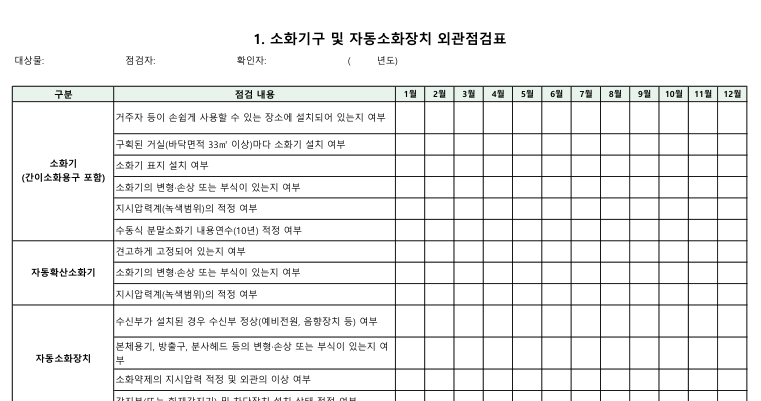 1. 소화기구 및 자동소화장치 외관점검표
대상물: 점검자: 확인자: ( 년도)
구분 점검 내용 1월 2월 3월 4월 5월 6월 7월 8월 9월 10월 11월 12월
소화기
(간이소화용구 포함)
거주자 등이 손쉽게 사용할 수 있는 장소에 설치되어 있는지 여부
구획된 거실(바닥면적 33㎡ 이상)마다 소화기 설치 여부
소화기 표지 설치 여부
소화기의 변형·손상 또는 부식이 있는지 여부
지시압력계(녹색범위)의 적정 여부
수동식 분말소화기 내용연수(10년) 적정 여부
자동확산소화기
견고하게 고정되어 있는지 여부
소화기의 변형·손상 또는 부식이 있는지 여부
지시압력계(녹색범위)의 적정 여부
자동소화장치
수신부가 설치된 경우 수신부 정상(예비전원, 음향장치 등) 여부
본체용기, 방출구, 분사헤드 등의 변형·손상 또는 부식이 있는지 여
부
소화약제의 지시압력 적정 및 외관의 이상 여부